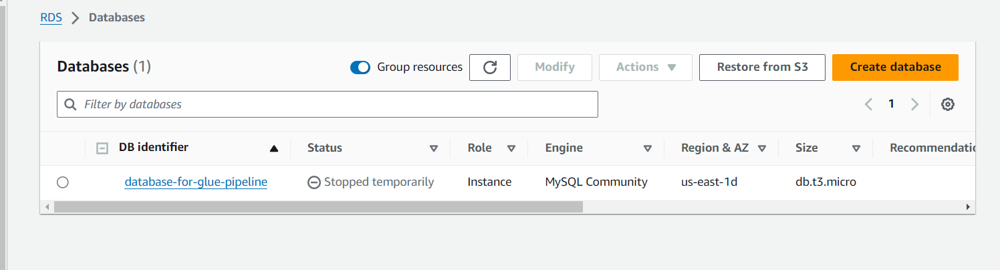 RDS > Databases
Databases (1)
Group resources
Modify
Actions
Restore from S3
Create database
Filter by databases
1
DB identifier Status Role Engine Region & AZ Size Recommendatic
database-for-glue-pipeline Stopped temporarily Instance MySQL Community us-east-1d db.t3.micro